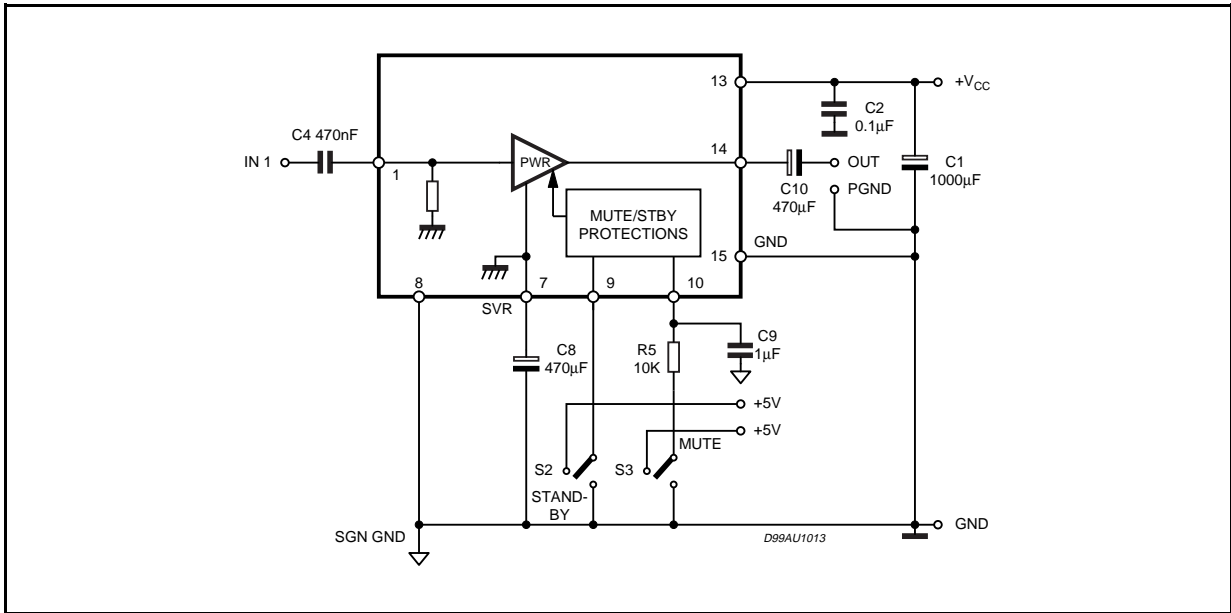 13
+VCC
C2
0.1µF
C4 470nF
IN 1
1
PWR
14
OUT
C1
1000µF
C10
470µF
PGND
MUTE/STBY
PROTECTIONS
GND
15
8
7
9
10
SVR
C8
470µF
R5
10K
C9
1µF
+5V
+5V
MUTE
S2
S3
STAND-
BY
SGN GND
D99AU1013
GND